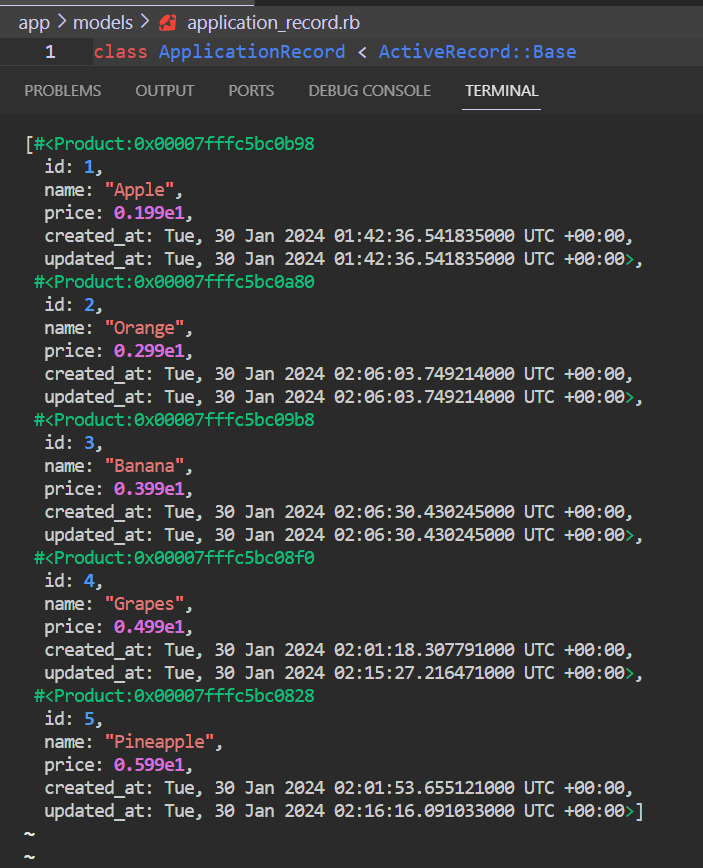 app > models > application_record.rb
1 class ApplicationRecord < ActiveRecord::Base
PROBLEMS OUTPUT PORTS DEBUG CONSOLE TERMINAL
[#<Product:0x00007fffc5bc0b98
id: 1,
name: "Apple",
price: 0.199e1,
created_at: Tue, 30 Jan 2024 01:42:36.541835000 UTC +00:00,
updated_at: Tue, 30 Jan 2024 01:42:36.541835000 UTC +00:00>,
#<Product:0x00007fffc5bc0a80
id: 2,
name: "Orange",
price: 0.299e1,
created_at: Tue, 30 Jan 2024 02:06:03.749214000 UTC +00:00,
updated_at: Tue, 30 Jan 2024 02:06:03.749214000 UTC +00:00>,
#<Product:0x00007fffc5bc09b8
id: 3,
name: "Banana",
price: 0.399e1,
created_at: Tue, 30 Jan 2024 02:06:30.430245000 UTC +00:00,
updated_at: Tue, 30 Jan 2024 02:06:30.430245000 UTC +00:00>,
#<Product:0x00007fffc5bc08f0
id: 4,
name: "Grapes",
price: 0.499e1,
created_at: Tue, 30 Jan 2024 02:01:18.307791000 UTC +00:00,
updated_at: Tue, 30 Jan 2024 02:15:27.216471000 UTC +00:00>,
#<Product:0x00007fffc5bc0828
id: 5,
name: "Pineapple",
price: 0.599e1,
created_at: Tue, 30 Jan 2024 02:01:53.655121000 UTC +00:00,
updated_at: Tue, 30 Jan 2024 02:16:16.091033000 UTC +00:00>]
~
~